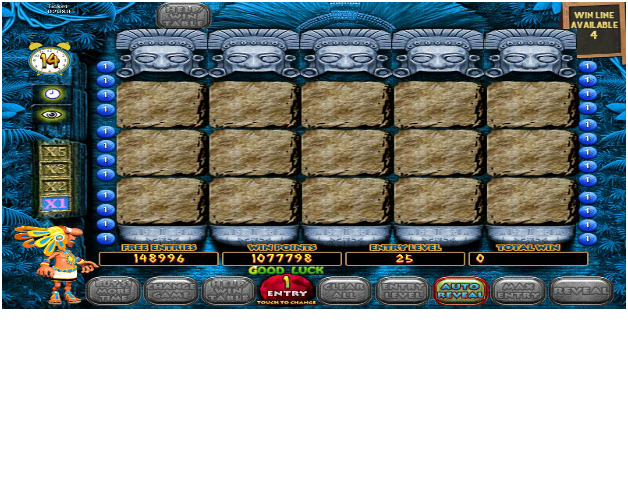 Ticket
HELP
WIN
TABLE
WIN LINE
AVAILABLE
4
14
X5
X3
X2
X1
FREE ENTRIES
WIN POINTS
ENTRY LEVEL
TOTAL WIN
148996
1077798
25
0
GOOD LUCK
BUY
MORE
TIME
CHANGE
GAME
HELP
WIN
TABLE
1
ENTRY
TOUCH TO CHANGE
CLEAR
ALL
ENTRY
LEVEL
AUTO
REVEAL
MAX
ENTRY
REVEAL